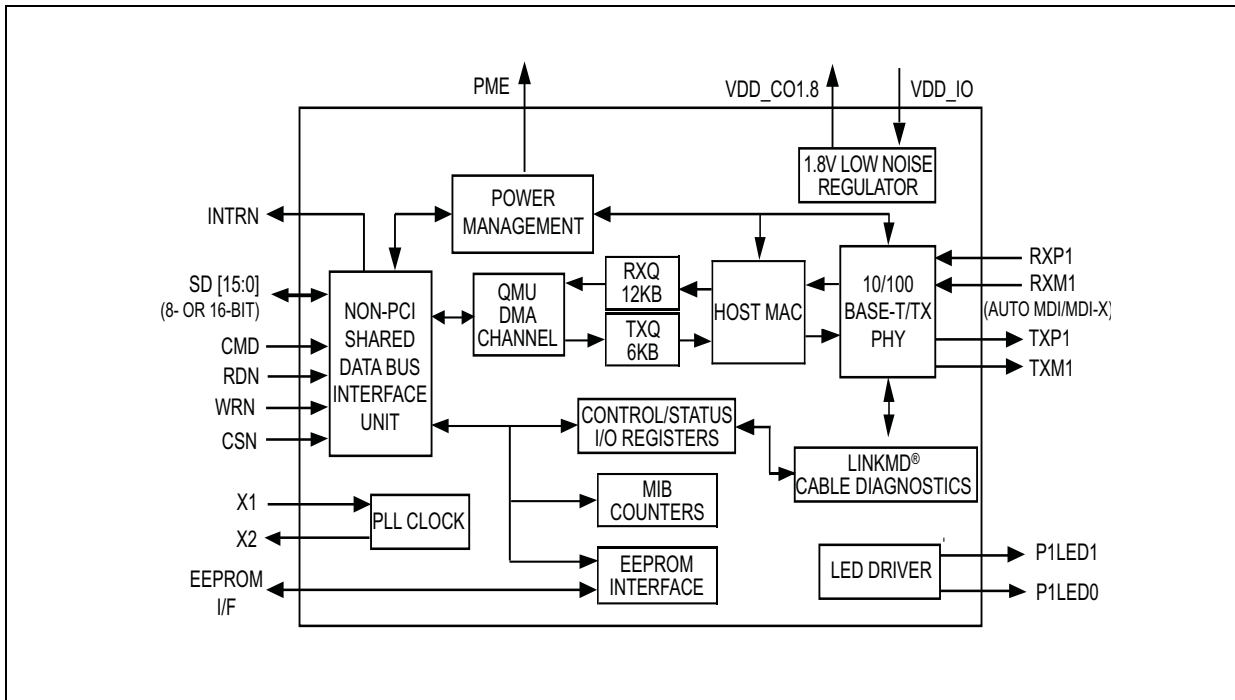 PME
VDD_CO1.8
VDD_IO
1.8V LOW NOISE
REGULATOR
POWER
MANAGEMENT
INTRN
SD [15:0]
(8- OR 16-BIT)
CMD
RDN
WRN
CSN
NON-PCI
SHARED
DATA BUS
INTERFACE
UNIT
QMU
DMA
CHANNEL
RXQ
12KB
TXQ
6KB
HOST MAC
10/100
BASE-T/TX
PHY
RXP1
RXM1
(AUTO MDI/MDI-X)
TXP1
TXM1
CONTROL/STATUS
I/O REGISTERS
LINKMD®
CABLE DIAGNOSTICS
MIB
COUNTERS
X1
X2
PLL CLOCK
EEPROM
I/F
EEPROM
INTERFACE
LED DRIVER
P1LED1
P1LED0